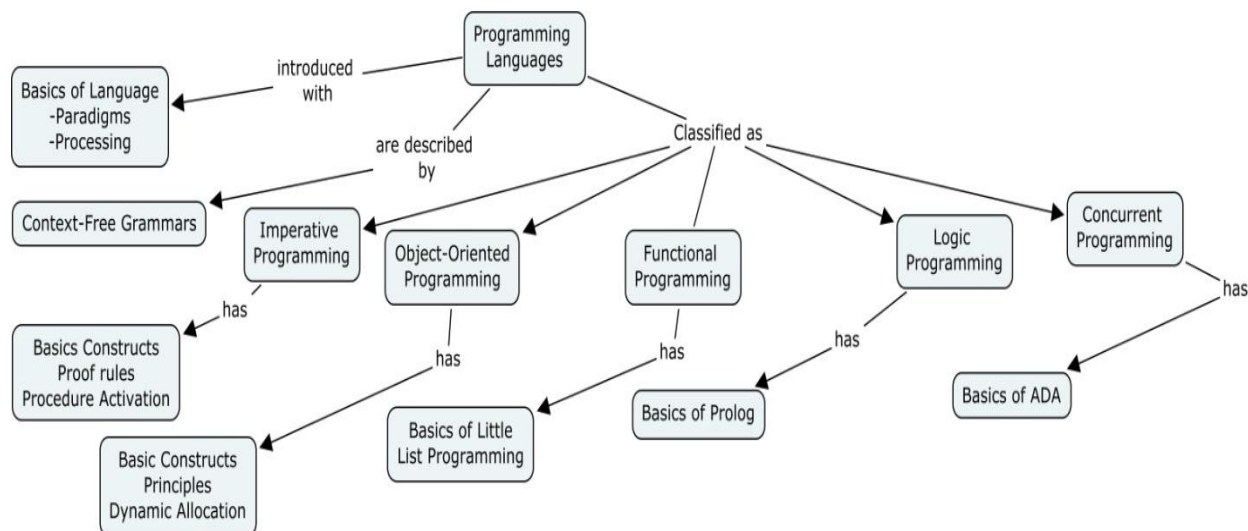 Programming
Languages
introduced
with
Basics of Language
-Paradigms
-Processing
are described
by
Classified as
Context-Free Grammars
Imperative
Programming
Object-Oriented
Programming
Functional
Programming
Logic
Programming
Concurrent
Programming
has
has
has
has
has
Basics Constructs
Proof rules
Procedure Activation
Basic Constructs
Principles
Dynamic Allocation
Basics of Little
List Programming
Basics of Prolog
Basics of ADA